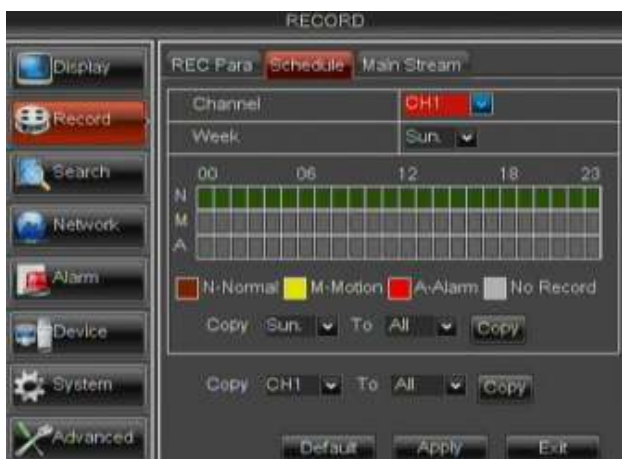 RECORD
Display
Record
Search
Network
Alarm
Device
System
Advanced
REC Para Schedule Main Stream
Channel CH1
Week Sun.
00 06 12 18 23
N
M
A
N-Normal M-Motion A-Alarm No Record
Copy Sun. To All Copy
Copy CH1 To All Copy
Default Apply Exit